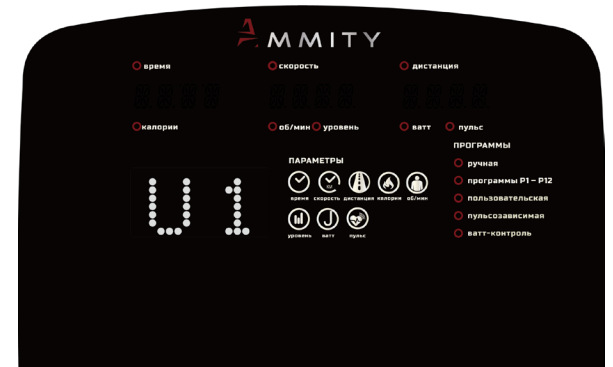 AMMITY
время
скорость
дистанция
калории
об/мин
уровень
ватт
пульс
U1
ПАРАМЕТРЫ
время скорость дистанция калории об/мин
уровень ватт пульс
ПРОГРАММЫ
ручная
программы P1 – P12
пользовательская
пульсозависимая
ватт-контроль